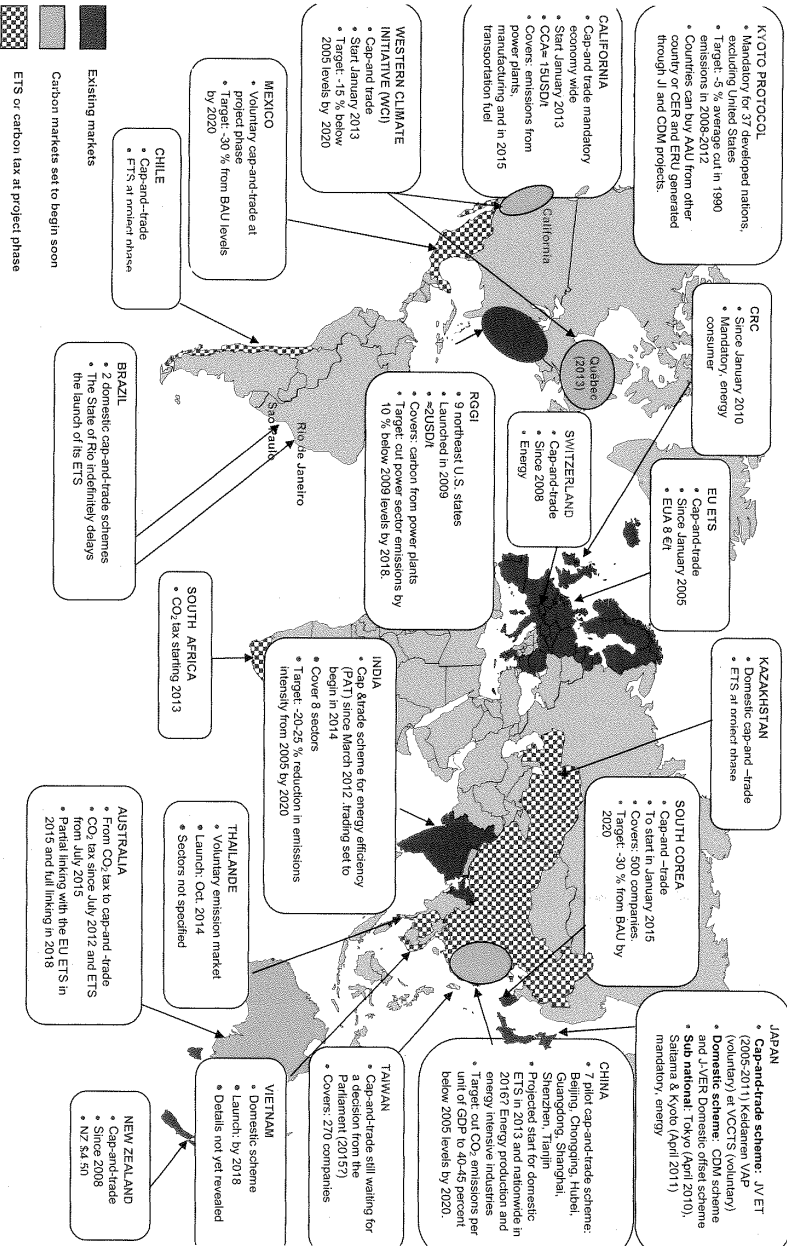 KYOTO PROTOCOL
• Mandatory for 37 developed nations,
excluding United States
• Target: -5 % average cut in 1990
emissions in 2008-2012
• Countries can buy AAU from other
country or CER and ERU generated
through JI and CDM projects.
CRC
• Since January 2010
• Mandatory, energy
consumer
EU ETS
• Cap-and-trade
• Since January 2005
• EUA 8 €/t
KAZAKHSTAN
• Domestic cap-and –trade
• ETS at project phase
SOUTH COREA
• Cap-and –trade
• To start in January 2015
• Covers: 500 companies.
• Target: -30 % from BAU by
2020
JAPAN
• Cap-and-trade scheme: JV ET
(2005-2011) Keidanren VAP
(voluntary) et VCCTS (voluntary)
• Domestic scheme: CDM scheme
and J-VER Domestic offset scheme
• Sub national: Tokyo (April 2010),
Saitama & Kyoto (April 2011)
mandatory, energy
CALIFORNIA
• Cap-and trade mandatory
economy wide
• Start January 2013
• CCA= 15USD/t
• Covers: emissions from
power plants,
manufacturing and in 2015
transportation fuel
California
Québec
(2013)
SWITZERLAND
• Cap-and-trade
• Since 2008
• Energy
WESTERN CLIMATE
INITIATIVE (WCI)
• Cap-and trade
• Start January 2013
• Target: -15 % below
2005 levels by 2020
RGGI
• 9 northeast U.S. states
• Launched in 2009
• ≈2USD/t
• Covers: carbon from power plants
• Target: cut power sector emissions by
10 % below 2009 levels by 2018.
CHINA
• 7 pilot cap-and-trade scheme:
Beijing, Chongqing, Hubei,
Guangdong, Shanghai,
Shenzhen, Tianjin
• Projected start for domestic
ETS in 2013 and nationwide in
2016? Energy production and
energy intensive industries
• Target: cut CO₂ emissions per
unit of GDP to 40-45 percent
below 2005 levels by 2020.
MEXICO
• Voluntary cap-and-trade at
project phase
• Target: -30 % from BAU levels
by 2020
INDIA
• Cap &trade scheme for energy efficiency
(PAT) since March 2012 ,trading set to
begin in 2014
• Cover 8 sectors
• Target: -20-25 % reduction in emissions
intensity from 2005 by 2020
TAIWAN
• Cap-and-trade still waiting for
a decision from the
Parliament (2015?)
• Covers: 270 companies
CHILE
• Cap-and–trade
• ETS at project phase
Rio de Janeiro
Sao Paulo
THAILANDE
• Voluntary emission market
• Launch: Oct. 2014
• Sectors not specified
VIETNAM
• Domestic scheme
• Launch: by 2018
• Details not yet revealed
BRAZIL
• 2 domestic cap-and-trade schemes
• The State of Rio indefinitely delays
the launch of its ETS
SOUTH AFRICA
• CO₂ tax starting 2013
AUSTRALIA
• From CO₂ tax to cap-and -trade
• CO₂ tax since July 2012 and ETS
from July 2015
• Partial linking with the EU ETS in
2015 and full linking in 2018
NEW ZEALAND
• Cap-and-trade
• Since 2008
• NZ $4.50
Existing markets
Carbon markets set to begin soon
ETS or carbon tax at project phase